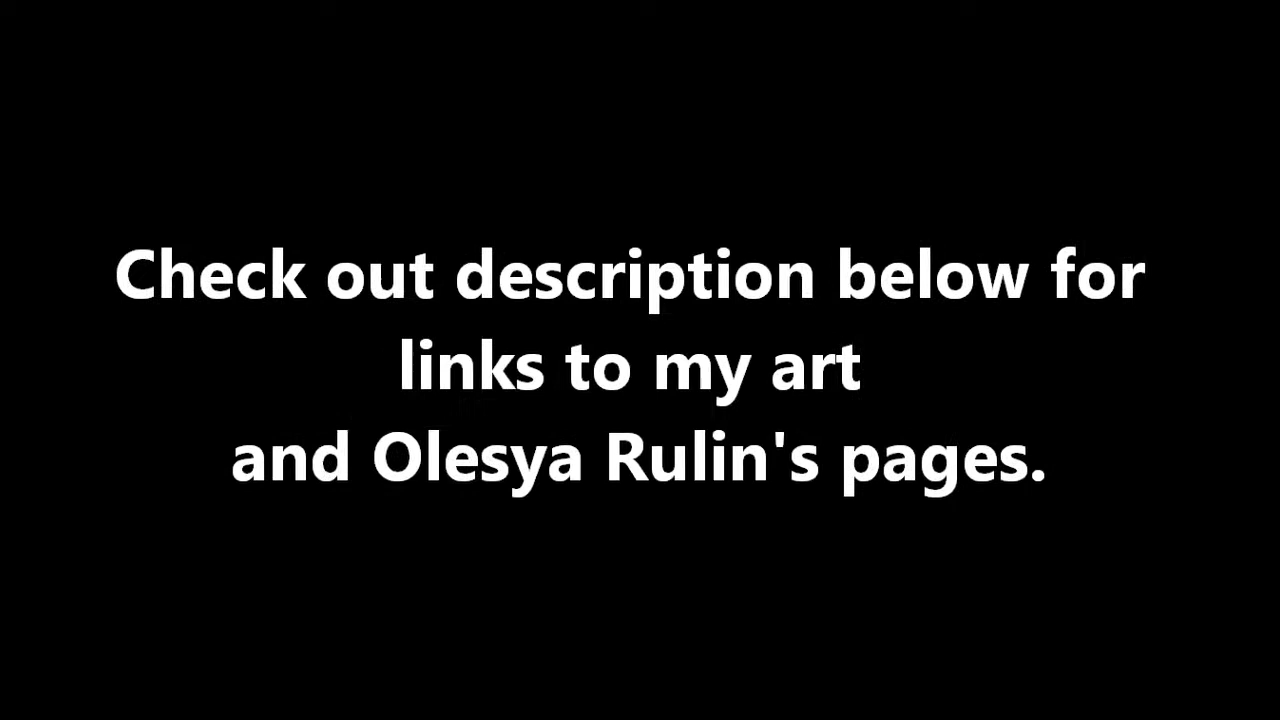 Check out description below for
links to my art
and Olesya Rulin's pages.